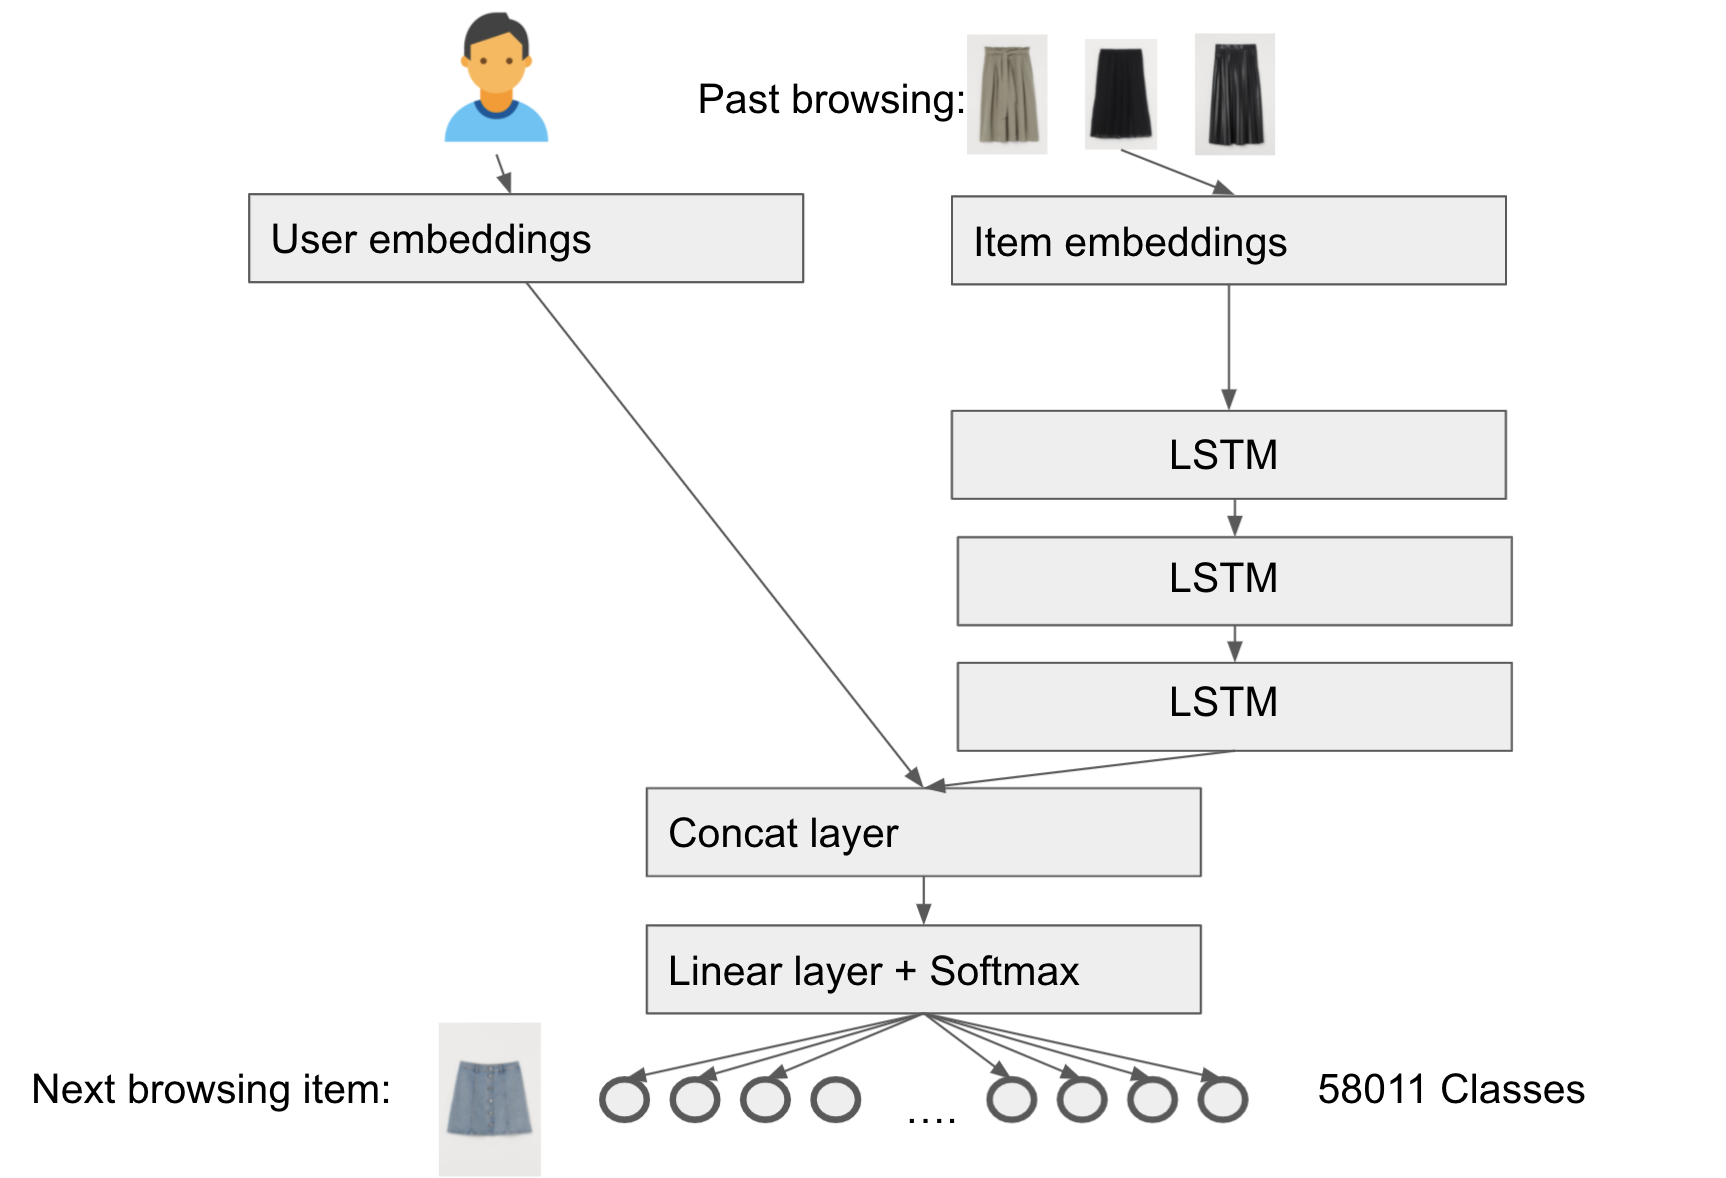 Past browsing:
User embeddings
Item embeddings
LSTM
LSTM
LSTM
Concat layer
Linear layer + Softmax
Next browsing item:
....
58011 Classes